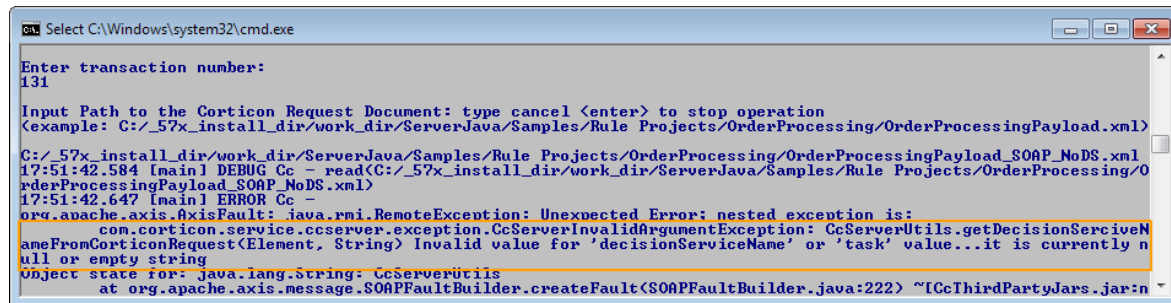 Select C:\Windows\system32\cmd.exe
Enter transaction number:
131
Input Path to the Corticon Request Document: type cancel <enter> to stop operation
(example: C:/_57x_install_dir/work_dir/ServerJava/Samples/Rule Projects/OrderProcessing/OrderProcessingPayload.xml)
C:/_57x_install_dir/work_dir/ServerJava/Samples/Rule Projects/OrderProcessing/OrderProcessingPayload_SOAP_NoDS.xml
17:51:42.584 [main] DEBUG Cc - read(C:/_57x_install_dir/work_dir/ServerJava/Samples/Rule Projects/OrderProcessing/O
rderProcessingPayload_SOAP_NoDS.xml)
17:51:42.647 [main] ERROR Cc -
org.apache.axis.AxisFault: java.rmi.RemoteException: Unexpected Error; nested exception is:
com.corticon.service.ccserver.exception.CcServerInvalidArgumentException: CcServerUtils.getDecisionSerciveN
ameFromCorticonRequest(Element, String) Invalid value for 'decisionServiceName' or 'task' value...it is currently n
ull or empty string
Object state for: java.lang.String: CcServerUtils
at org.apache.axis.message.SOAPFaultBuilder.createFault(SOAPFaultBuilder.java:222) ~[CcThirdPartyJars.jar:n